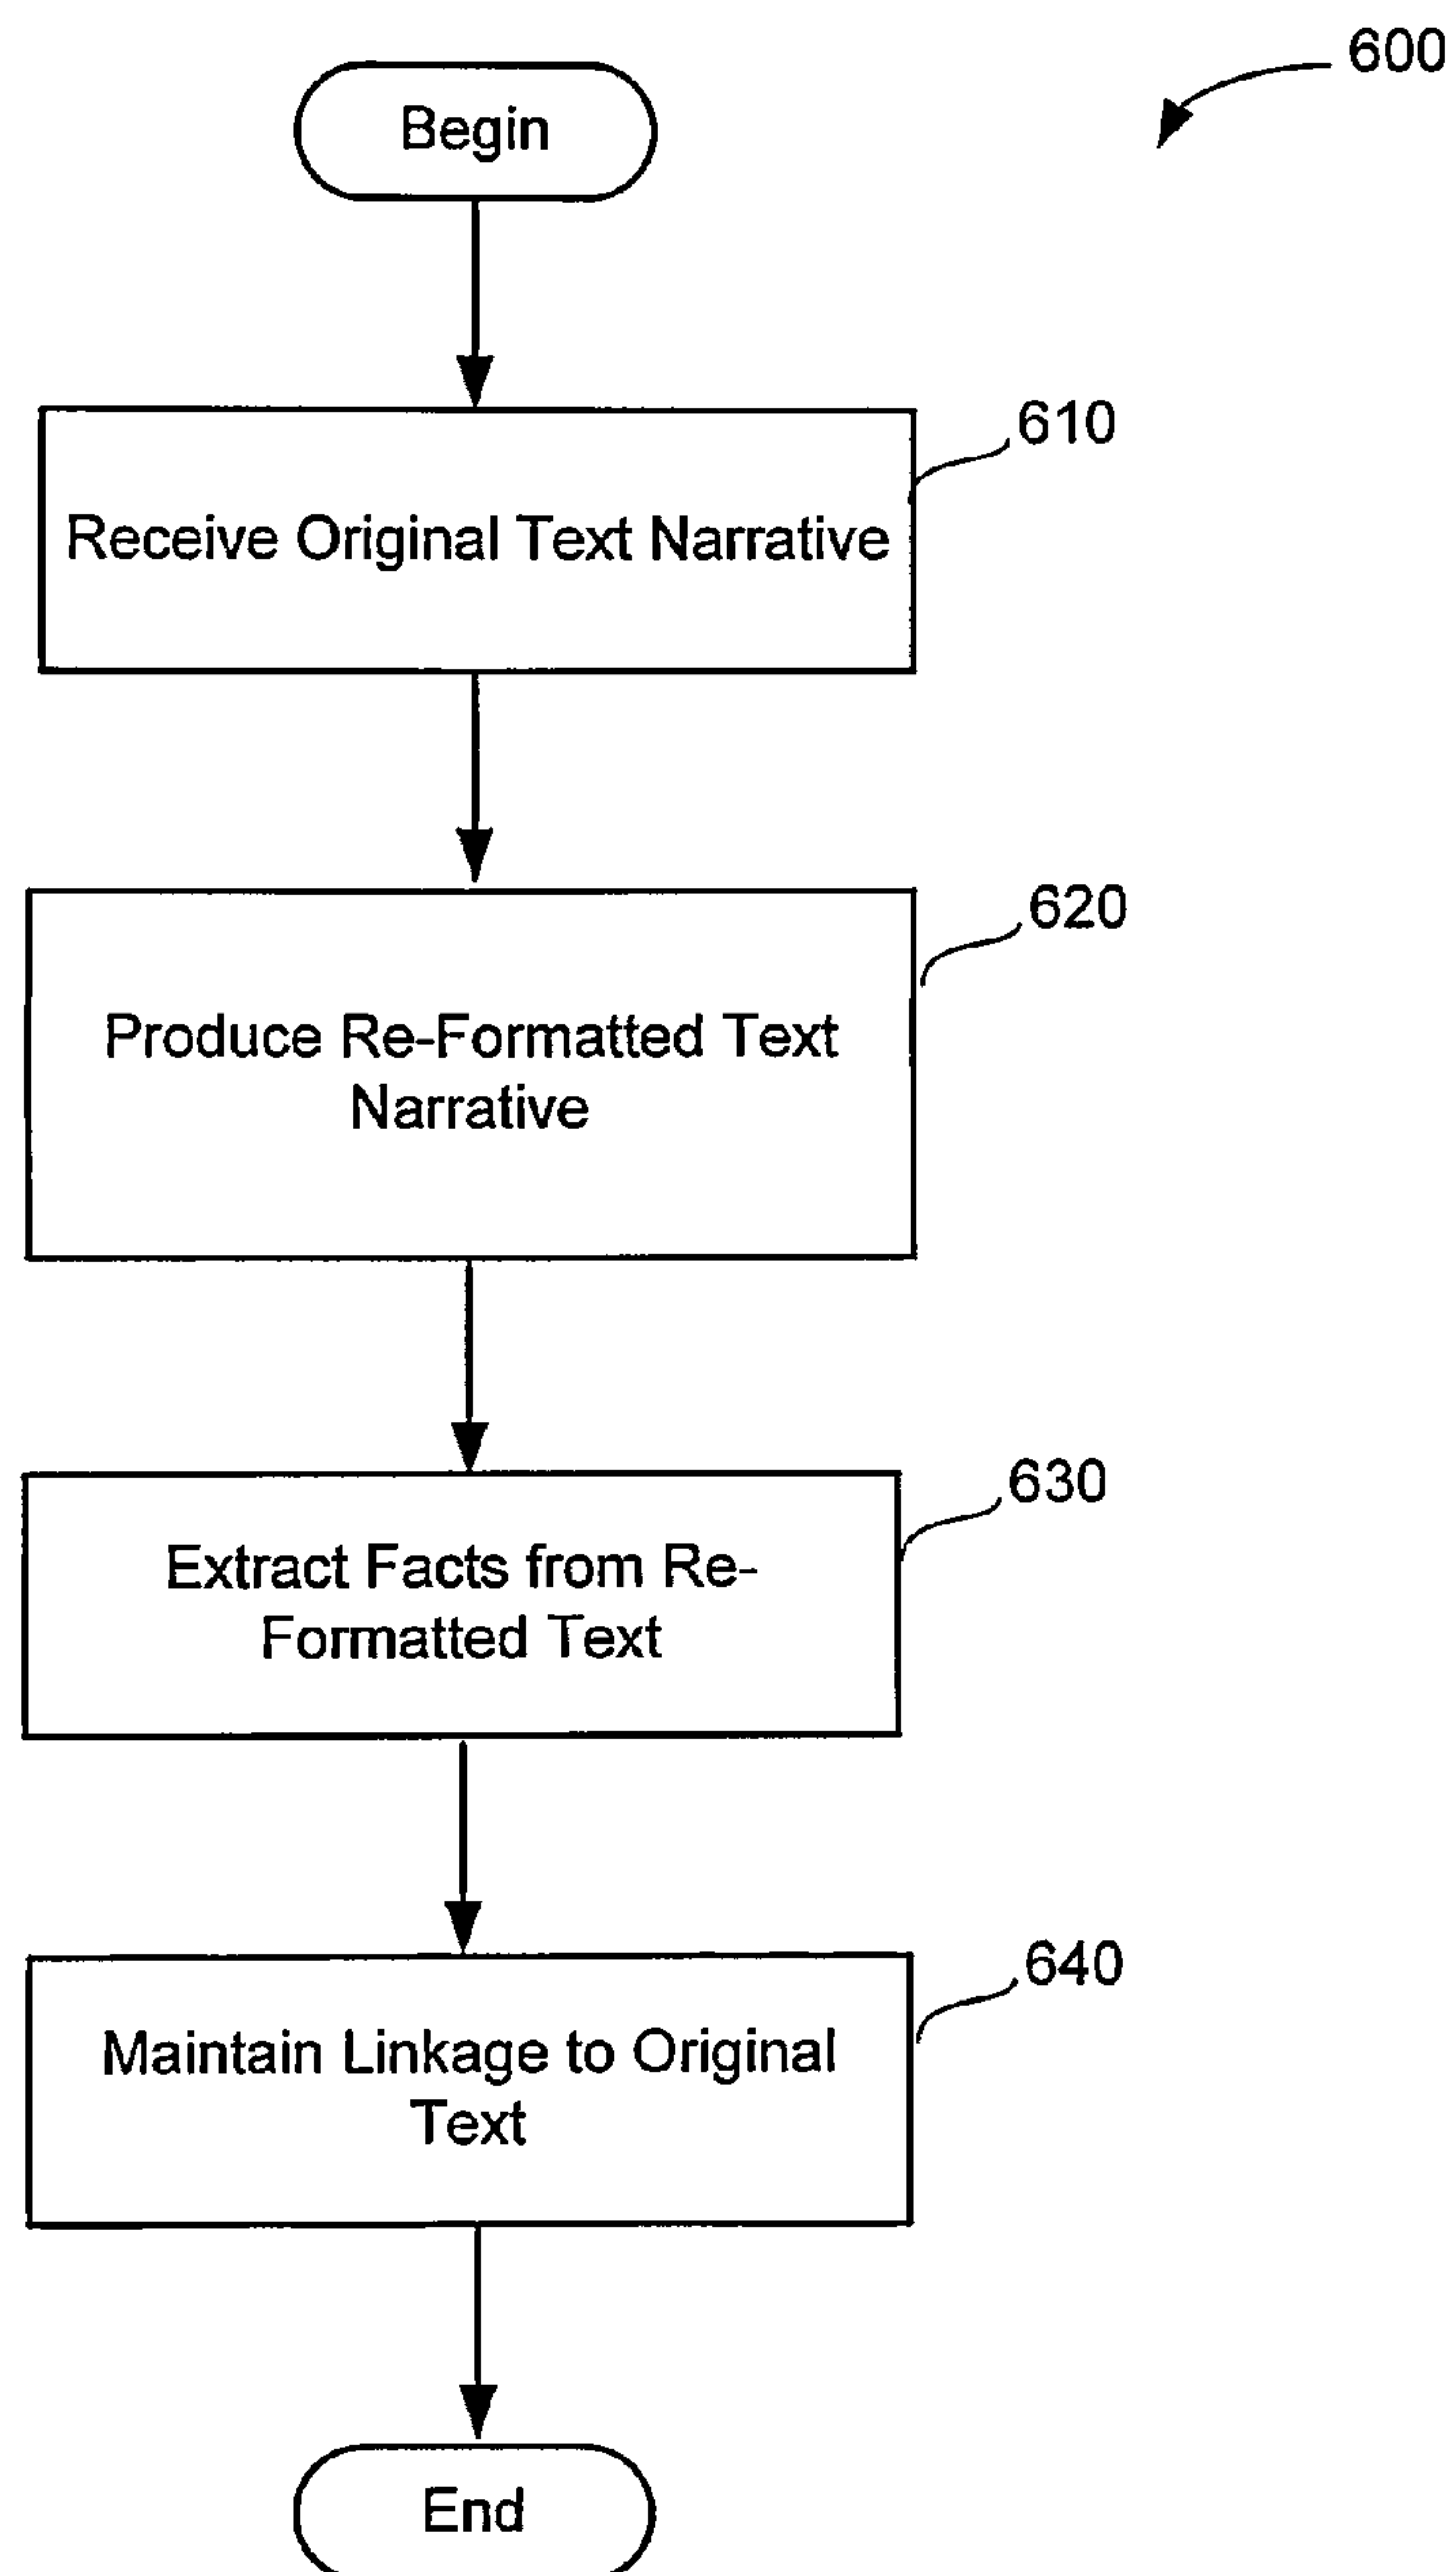 600
Begin
610
Receive Original Text Narrative
620
Produce Re-Formatted Text
Narrative
630
Extract Facts from Re-
Formatted Text
640
Maintain Linkage to Original
Text
End